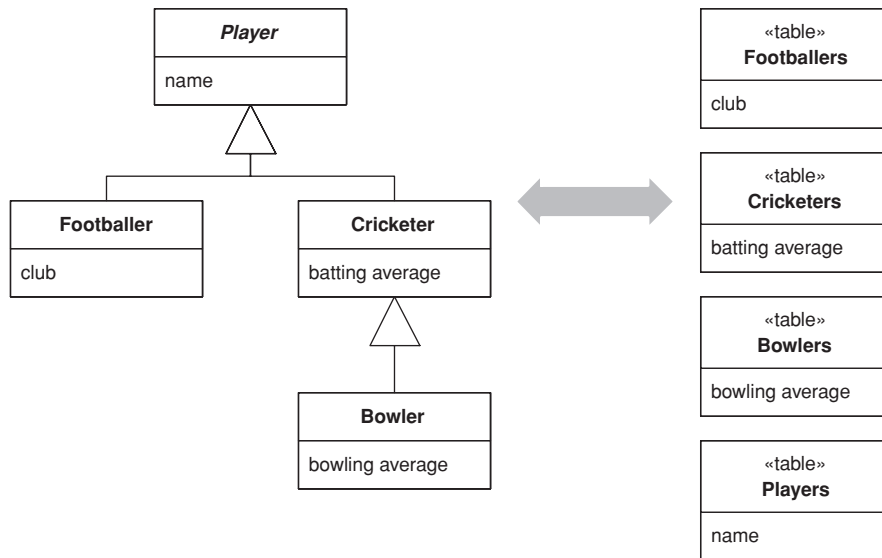 Player
name
Footballer
club
Cricketer
batting average
Bowler
bowling average
«table»
Footballers
club
«table»
Cricketers
batting average
«table»
Bowlers
bowling average
«table»
Players
name